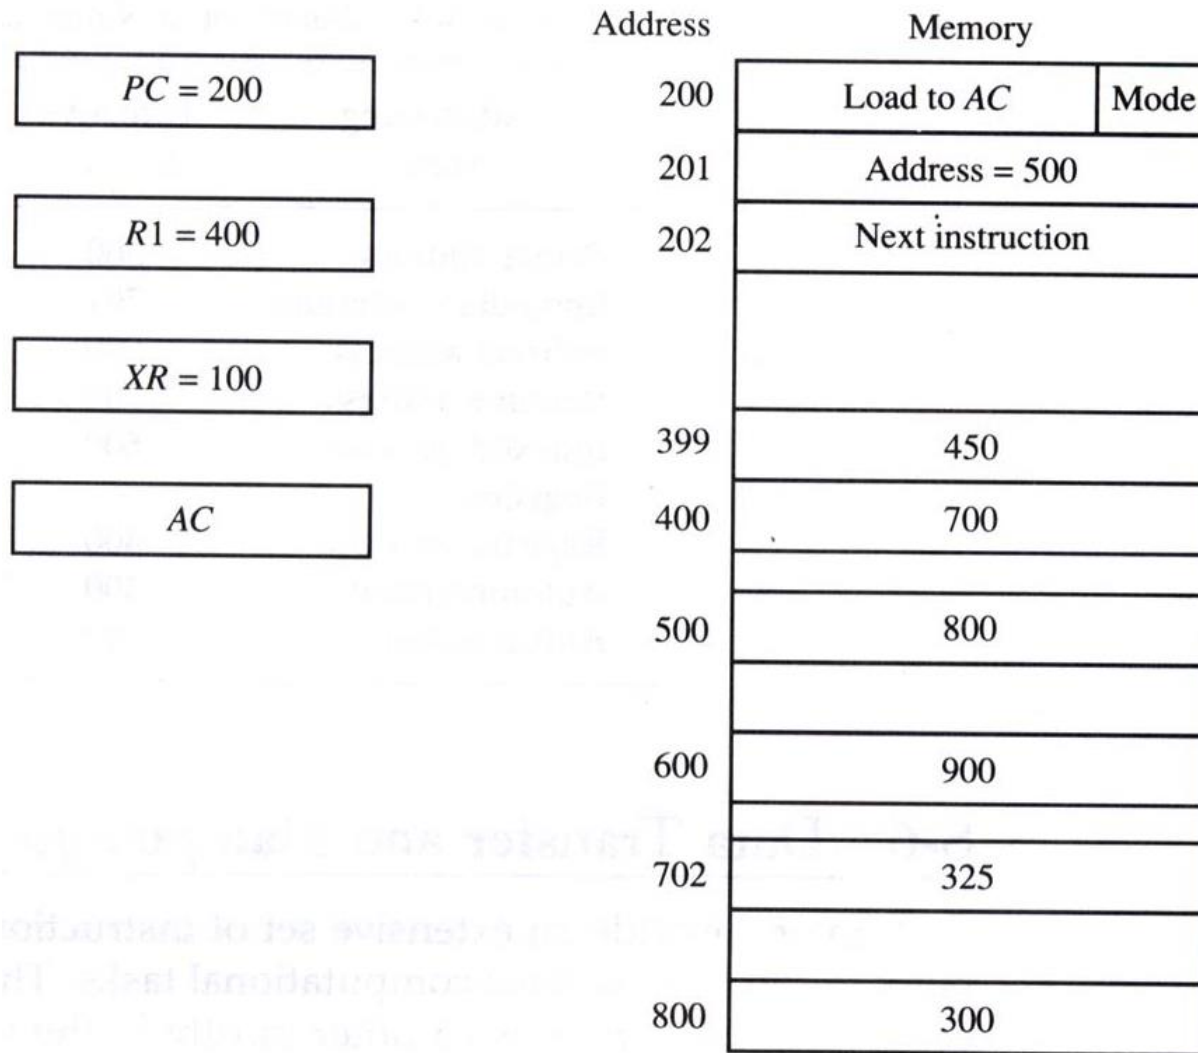 Address Memory
PC = 200
200 Load to AC Mode
201 Address = 500
R1 = 400
202 Next instruction
XR = 100
399 450
AC
400 700
500 800
600 900
702 325
800 300